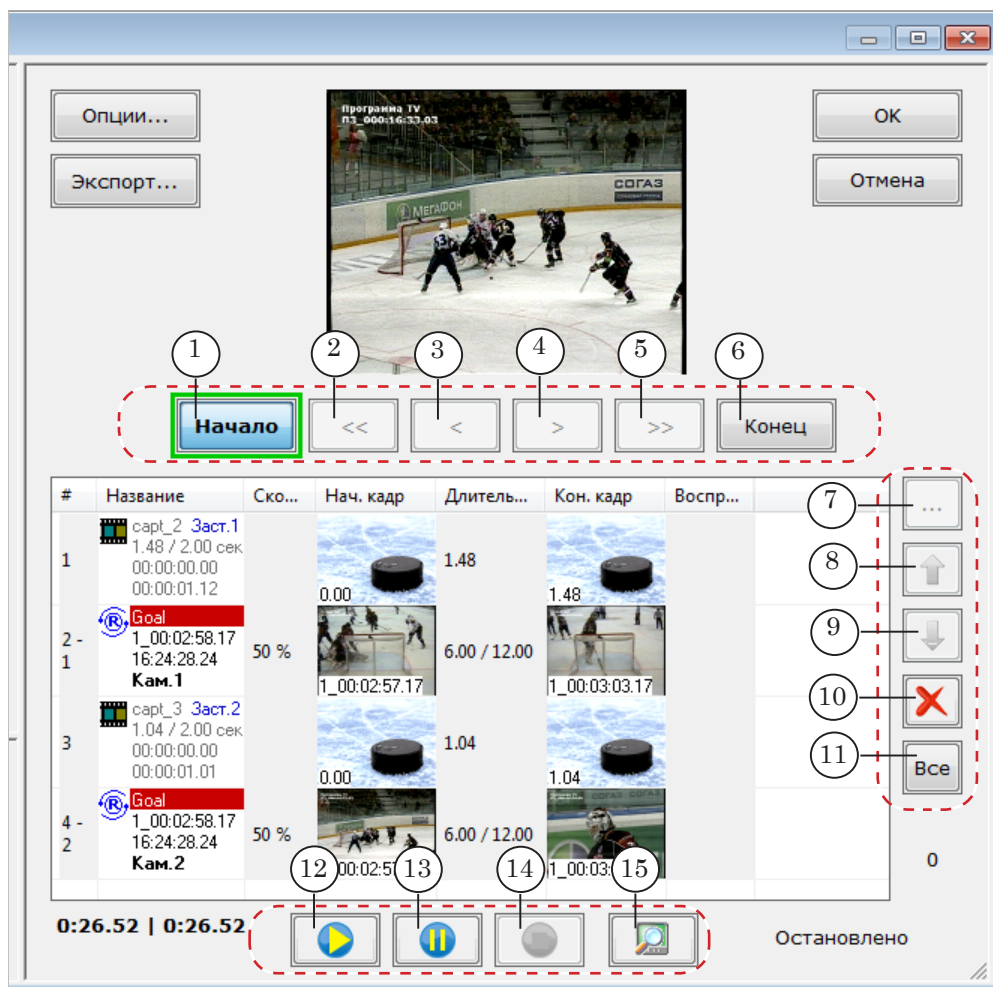 Опции...
Экспорт...
Программа TV
ПЗ_000:16:33.03
СОГАЗ
МЕГАФОН
OK
Отмена
1
2
3
4
5
6
Начало
<<
<
>
>>
Конец
# Название Ско... Нач. кадр Длитель... Кон. кадр Воспр...
1
capt_2 Заст.1
1.48 / 2.00 сек
00:00:00.00
00:00:01.12
0.00
1.48
1.48
2 -
1
Goal
1_00:02:58.17
16:24:28.24
Кам.1
50 %
1_00:02:57.17
6.00 / 12.00
1_00:03:03.17
3
capt_3 Заст.2
1.04 / 2.00 сек
00:00:00.00
00:00:01.01
0.00
1.04
1.04
4 -
2
Goal
1_00:02:58.17
16:24:28.24
Кам.2
50 %
00:02:5
6.00 / 12.00
1_00:03:
7
...
8
9
10
11
Все
0
12
13
14
15
0:26.52 | 0:26.52
Остановлено